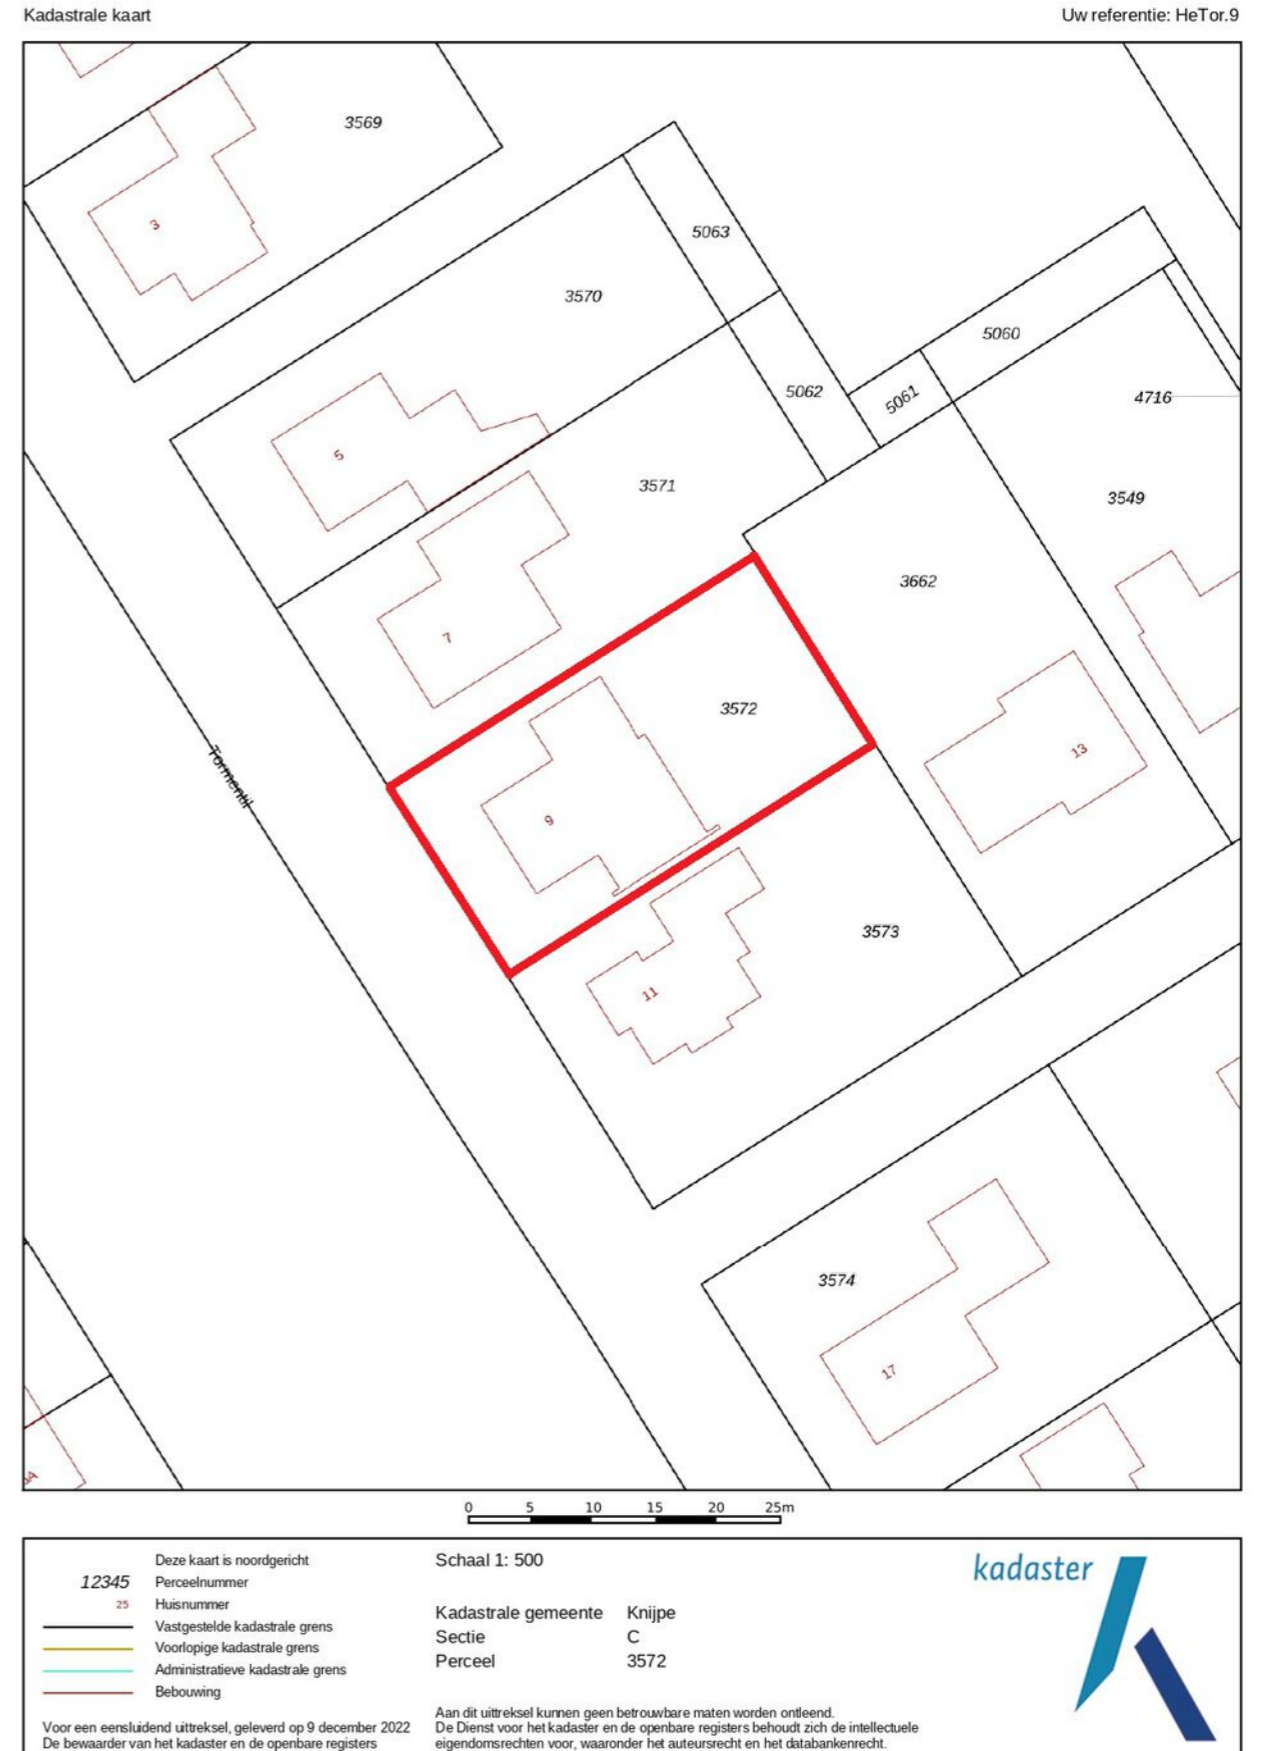 Kadastrale kaart
Uw referentie: HeTor.9
3569
3
5063
3570
5060
5062
5061
4716
5
3571
3549
3662
7
3572
13
Tormentil
9
3573
11
3574
17
0 5 10 15 20 25m
Deze kaart is noordgericht
12345 Perceelnummer
25 Huisnummer
Vastgestelde kadastrale grens
Voorlopige kadastrale grens
Administratieve kadastrale grens
Bebouwing
Voor een eensluidend uittreksel, geleverd op 9 december 2022
De bewaarder van het kadaster en de openbare registers
Schaal 1: 500
Kadastrale gemeente Knijpe
Sectie C
Perceel 3572
Aan dit uittreksel kunnen geen betrouwbare maten worden ontleend.
De Dienst voor het kadaster en de openbare registers behoudt zich de intellectuele
eigendomsrechten voor, waaronder het auteursrecht en het databankenrecht.
kadaster